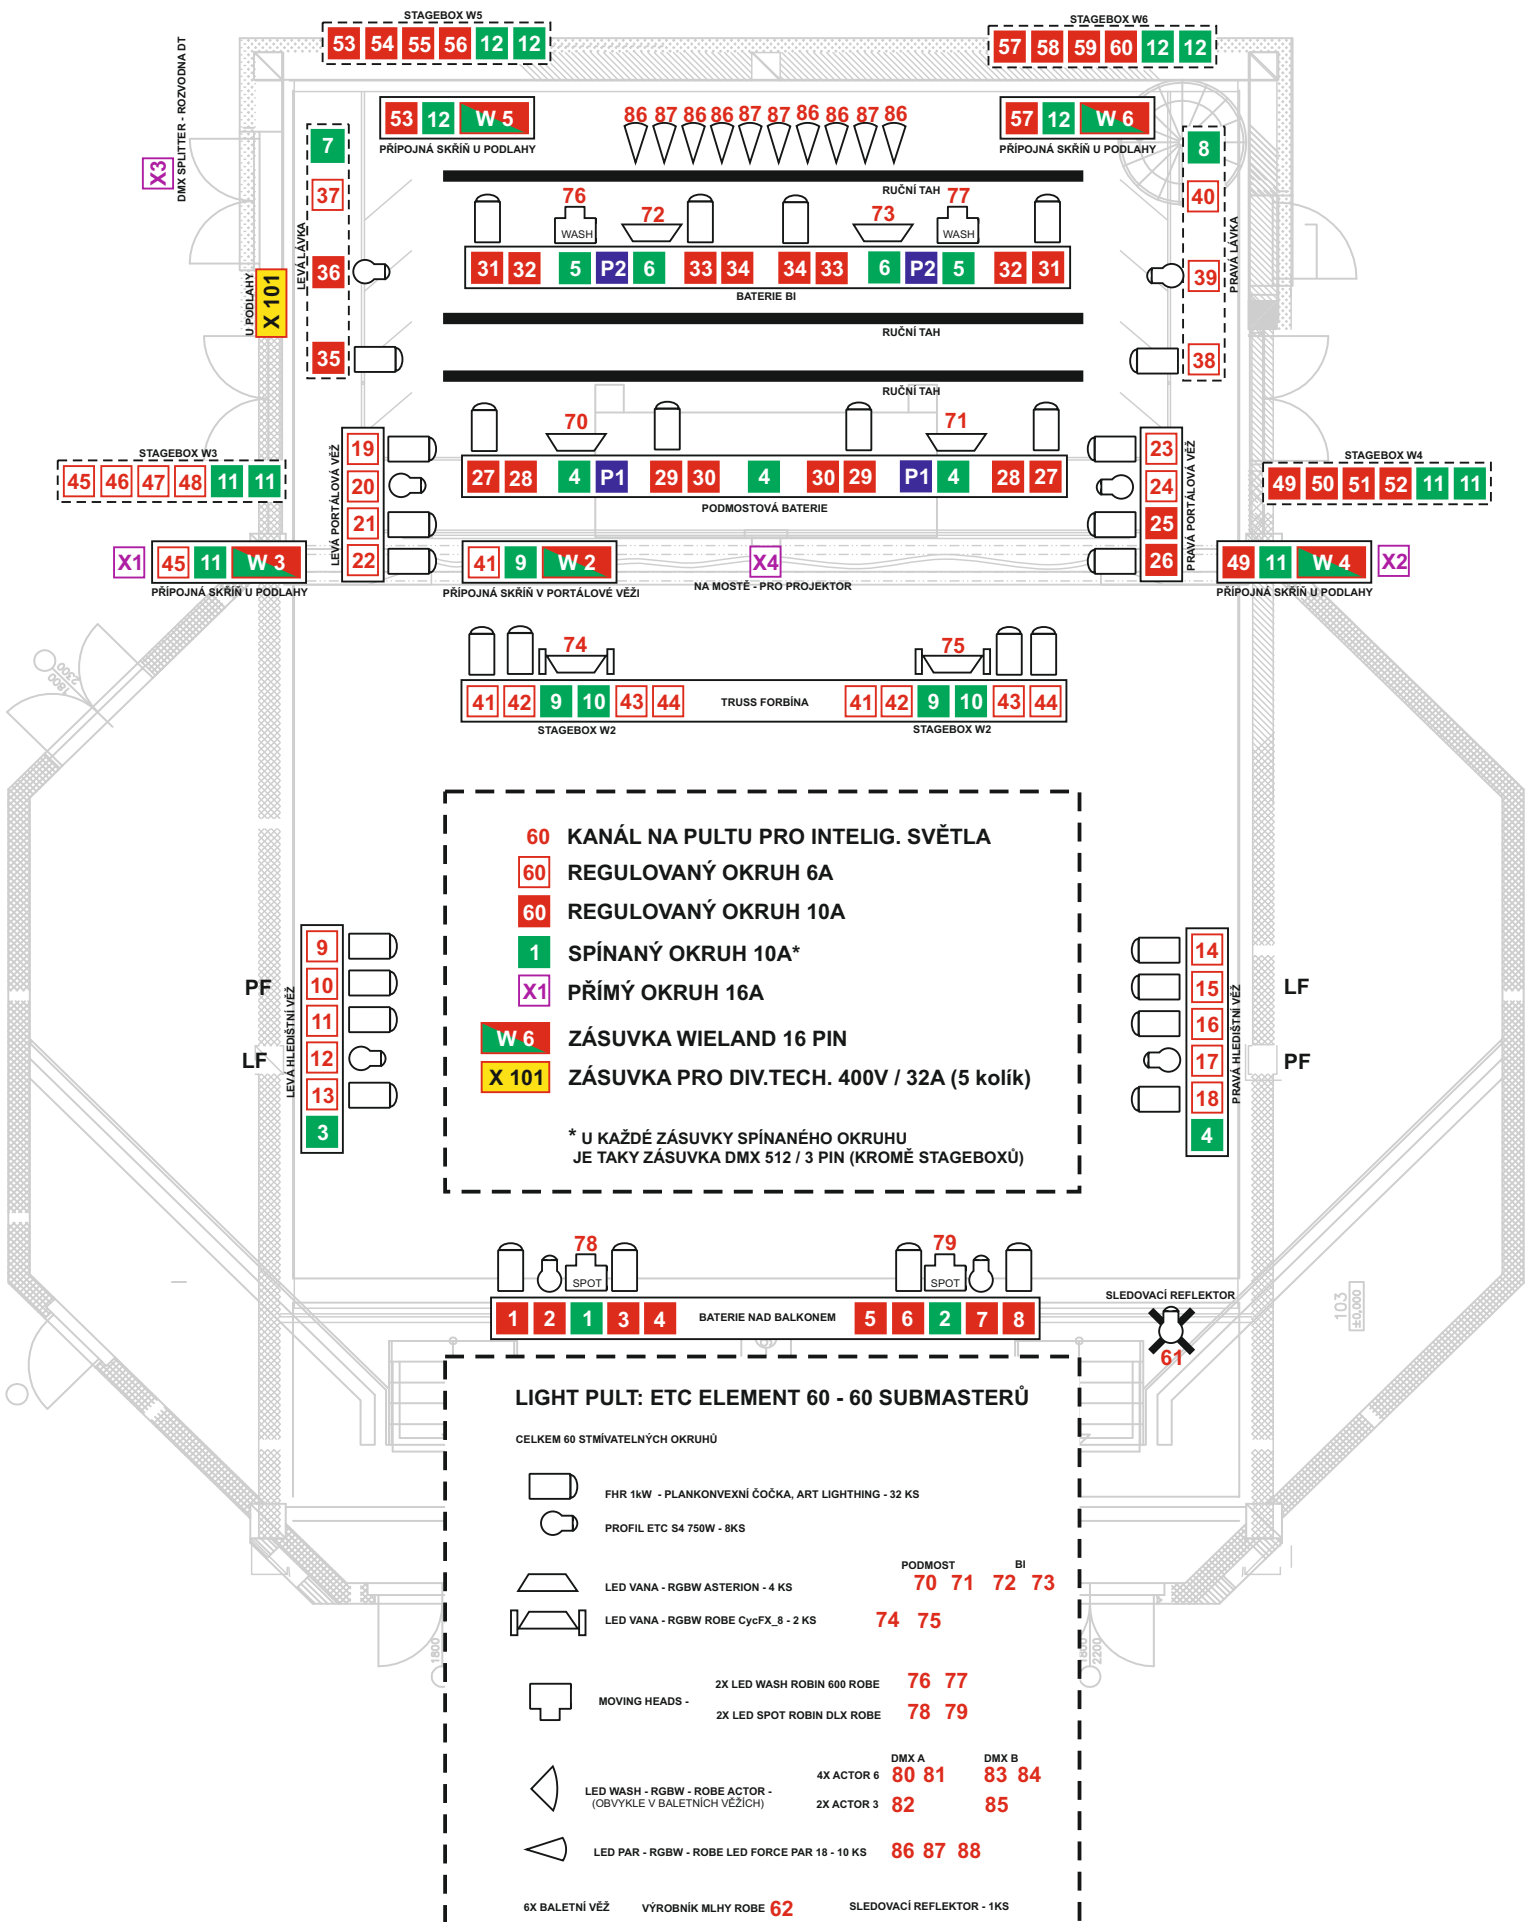 STAGEBOX W5
53 54 55 56 12 12
STAGEBOX W6
57 58 59 60 12 12
DMX SPLITTER - ROZVODNA DT
X3
53 12 W 5
PŘÍPOJNÁ SKŘÍŇ U PODLAHY
86 87 86 86 87 87 86 86 87 86
57 12 W 6
PŘÍPOJNÁ SKŘÍŇ U PODLAHY
7
37
36
35
LEVÁ LÁVKA
U PODLAHY
X 101
8
40
39
38
PRAVÁ LÁVKA
RUČNÍ TAH
76
72
73
77
WASH
WASH
31 32 5 P2 6 33 34 34 33 6 P2 5 32 31
BATERIE BI
RUČNÍ TAH
RUČNÍ TAH
70
71
27 28 4 P1 29 30 4 30 29 P1 4 28 27
PODMOSTOVÁ BATERIE
STAGEBOX W3
45 46 47 48 11 11
LEVÁ PORTÁLOVÁ VĚŽ
19
20
21
22
23
24
25
26
PRAVÁ PORTÁLOVÁ VĚŽ
STAGEBOX W4
49 50 51 52 11 11
X1
45 11 W 3
PŘÍPOJNÁ SKŘÍŇ U PODLAHY
41 9 W 2
PŘÍPOJNÁ SKŘÍŇ V PORTÁLOVÉ VĚŽI
X4
NA MOSTĚ - PRO PROJEKTOR
49 11 W 4
X2
PŘÍPOJNÁ SKŘÍŇ U PODLAHY
1800
2300
74
75
41 42 9 10 43 44 TRUSS FORBÍNA 41 42 9 10 43 44
STAGEBOX W2
STAGEBOX W2
60 KANÁL NA PULTU PRO INTELIG. SVĚTLA
60 REGULOVANÝ OKRUH 6A
60 REGULOVANÝ OKRUH 10A
1 SPÍNANÝ OKRUH 10A*
X1 PŘÍMÝ OKRUH 16A
W 6 ZÁSUVKA WIELAND 16 PIN
X 101 ZÁSUVKA PRO DIV.TECH. 400V / 32A (5 kolík)
* U KAŽDÉ ZÁSUVKY SPÍNANÉHO OKRUHU
JE TAKY ZÁSUVKA DMX 512 / 3 PIN (KROMĚ STAGEBOXŮ)
PF
LF
LEVÁ HLEDIŠTNÍ VĚŽ
9
10
11
12
13
3
14
15
16
17
18
4
PRAVÁ HLEDIŠTNÍ VĚŽ
LF
PF
78
79
SPOT
SPOT
1 2 1 3 4 BATERIE NAD BALKONEM 5 6 2 7 8
SLEDOVACÍ REFLEKTOR
61
103
±0,000
LIGHT PULT: ETC ELEMENT 60 - 60 SUBMASTERŮ
CELKEM 60 STMÍVATELNÝCH OKRUHŮ
FHR 1kW - PLANKONVEXNÍ ČOČKA, ART LIGHTHING - 32 KS
PROFIL ETC S4 750W - 8KS
PODMOST BI
LED VANA - RGBW ASTERION - 4 KS 70 71 72 73
LED VANA - RGBW ROBE CycFX_8 - 2 KS 74 75
1800
1800
2200
MOVING HEADS -
2X LED WASH ROBIN 600 ROBE 76 77
2X LED SPOT ROBIN DLX ROBE 78 79
DMX A DMX B
4X ACTOR 6 80 81 83 84
LED WASH - RGBW - ROBE ACTOR -
(OBVYKLE V BALETNÍCH VĚŽÍCH)
2X ACTOR 3 82 85
LED PAR - RGBW - ROBE LED FORCE PAR 18 - 10 KS 86 87 88
6X BALETNÍ VĚŽ VÝROBNÍK MLHY ROBE 62 SLEDOVACÍ REFLEKTOR - 1KS